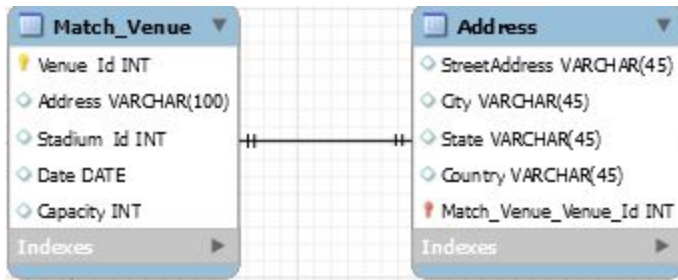 Match_Venue
Venue Id INT
Address VARCHAR(100)
Stadium Id INT
Date DATE
Capacity INT
Indexes
Address
StreetAddress VARCHAR(45)
City VARCHAR(45)
State VARCHAR(45)
Country VARCHAR(45)
Match_Venue_Venue_Id INT
Indexes